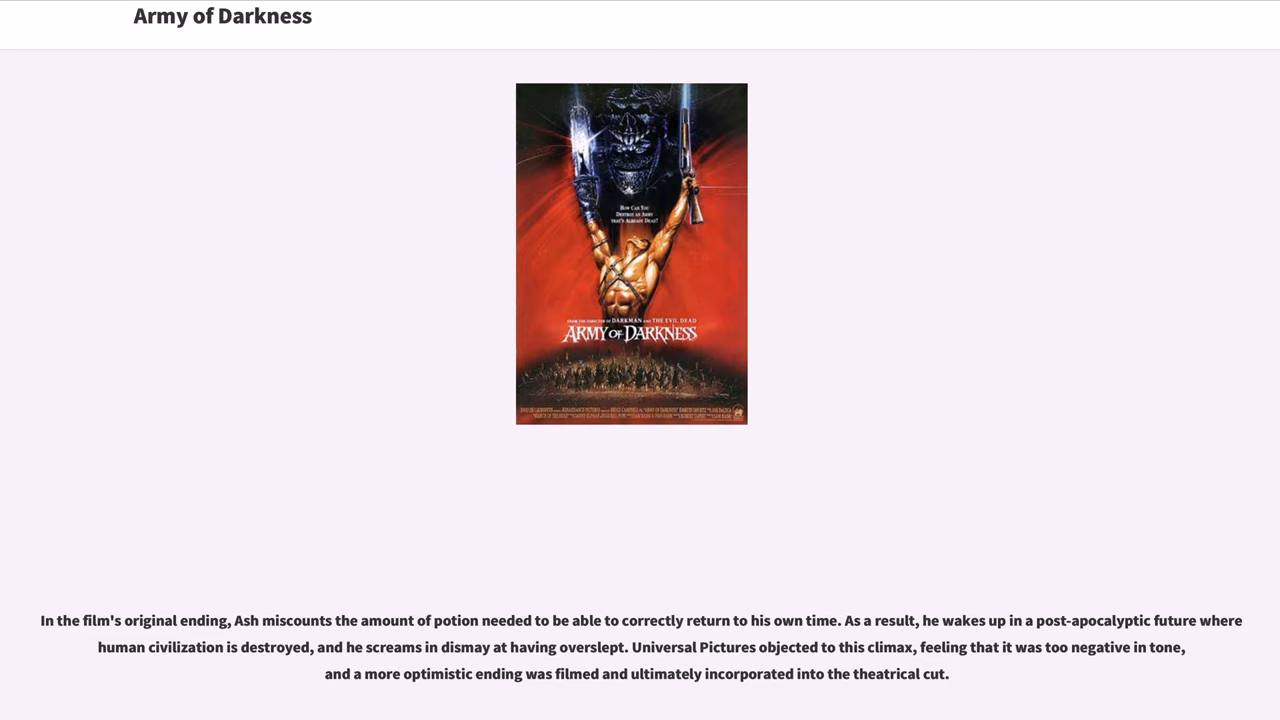 Army of Darkness
How Can You
Destroy an Army
that's Already Dead?
FROM THE DIRECTOR OF DARKMAN AND THE EVIL DEAD
ARMY OF DARKNESS
In the film's original ending, Ash miscounts the amount of potion needed to be able to correctly return to his own time. As a result, he wakes up in a post-apocalyptic future where
human civilization is destroyed, and he screams in dismay at having overslept. Universal Pictures objected to this climax, feeling that it was too negative in tone,
and a more optimistic ending was filmed and ultimately incorporated into the theatrical cut.